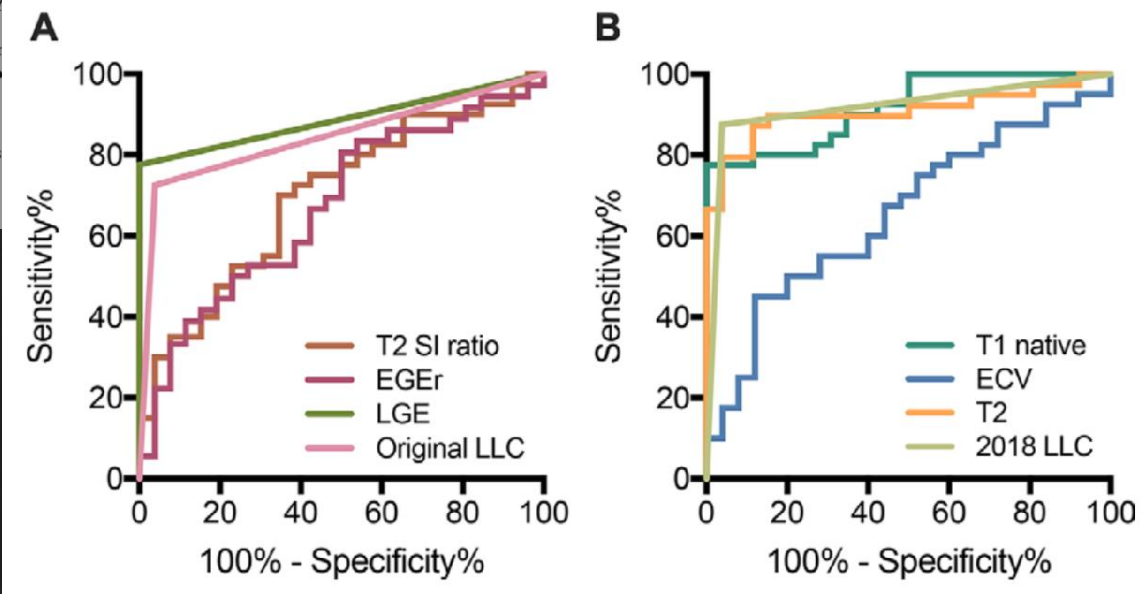 A
Sensitivity%
100
80
60
40
20
0
0 20 40 60 80 100
100% - Specificity%
T2 SI ratio
EGEr
LGE
Original LLC
B
Sensitivity%
100
80
60
40
20
0
0 20 40 60 80 100
100% - Specificity%
T1 native
ECV
T2
2018 LLC